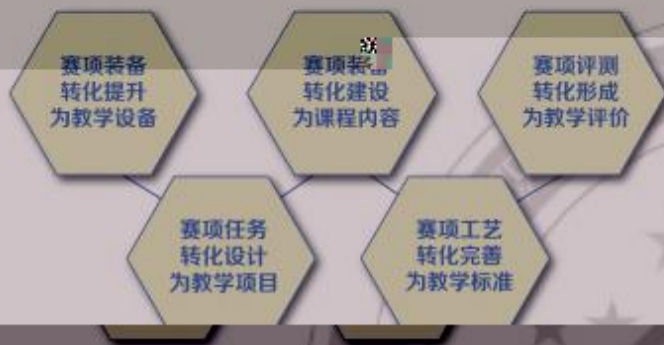 赛项装备
转化提升
为教学设备
赛项装备
转化建设
为课程内容
赛项评测
转化形成
为教学评价
赛项任务
转化设计
为教学项目
赛项工艺
转化完善
为教学标准